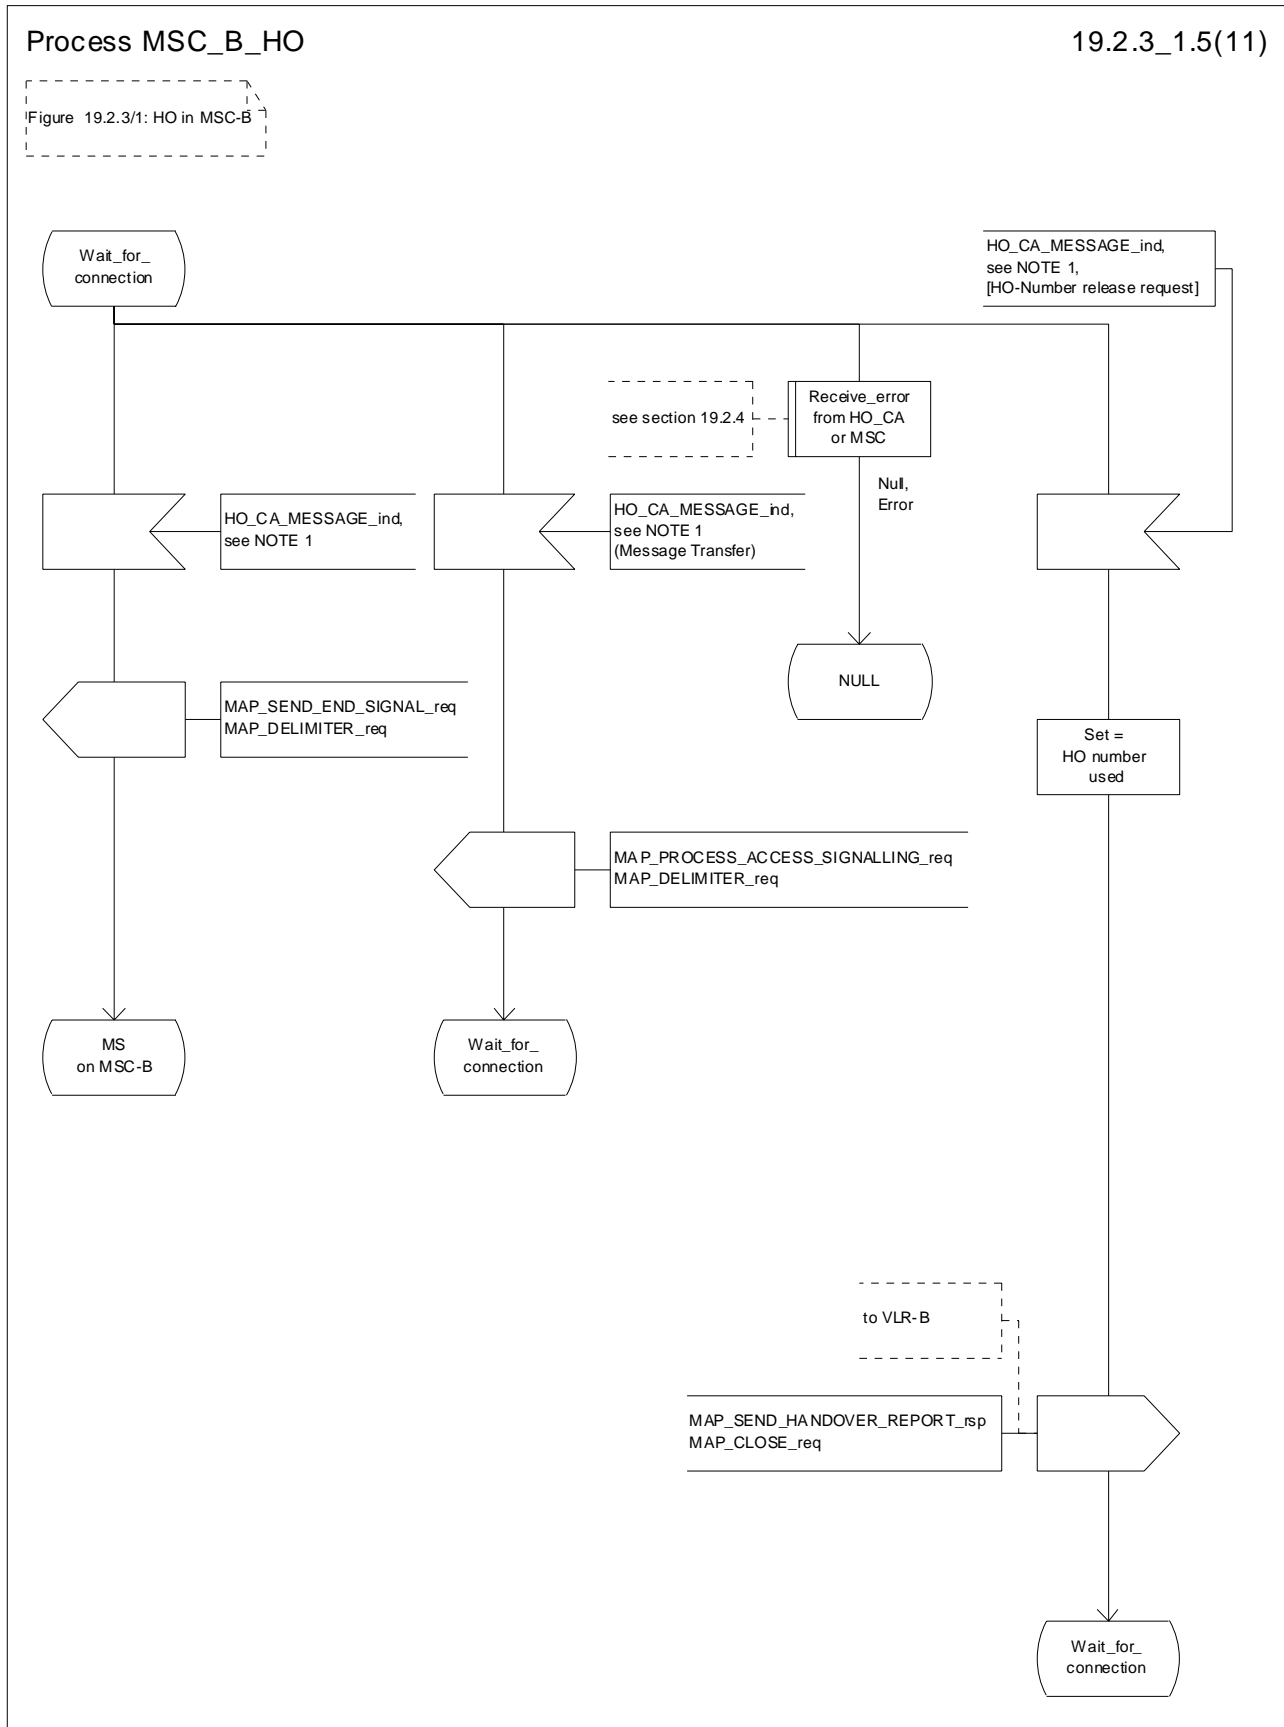 Process MSC_B_HO
19.2.3_1.5(11)
Figure 19.2.3/1: HO in MSC-B
Wait_for_
connection
HO_CA_MESSAGE_ind,
see NOTE 1,
[HO-Number release request]
see section 19.2.4
Receive_error
from HO_CA
or MSC
Null,
Error
HO_CA_MESSAGE_ind,
see NOTE 1
HO_CA_MESSAGE_ind,
see NOTE 1
(Message Transfer)
NULL
MAP_SEND_END_SIGNAL_req
MAP_DELIMITER_req
Set =
HO number
used
MAP_PROCESS_ACCESS_SIGNALLING_req
MAP_DELIMITER_req
MS
on MSC-B
Wait_for_
connection
to VLR-B
MAP_SEND_HANDOVER_REPORT_rsp
MAP_CLOSE_req
Wait_for_
connection